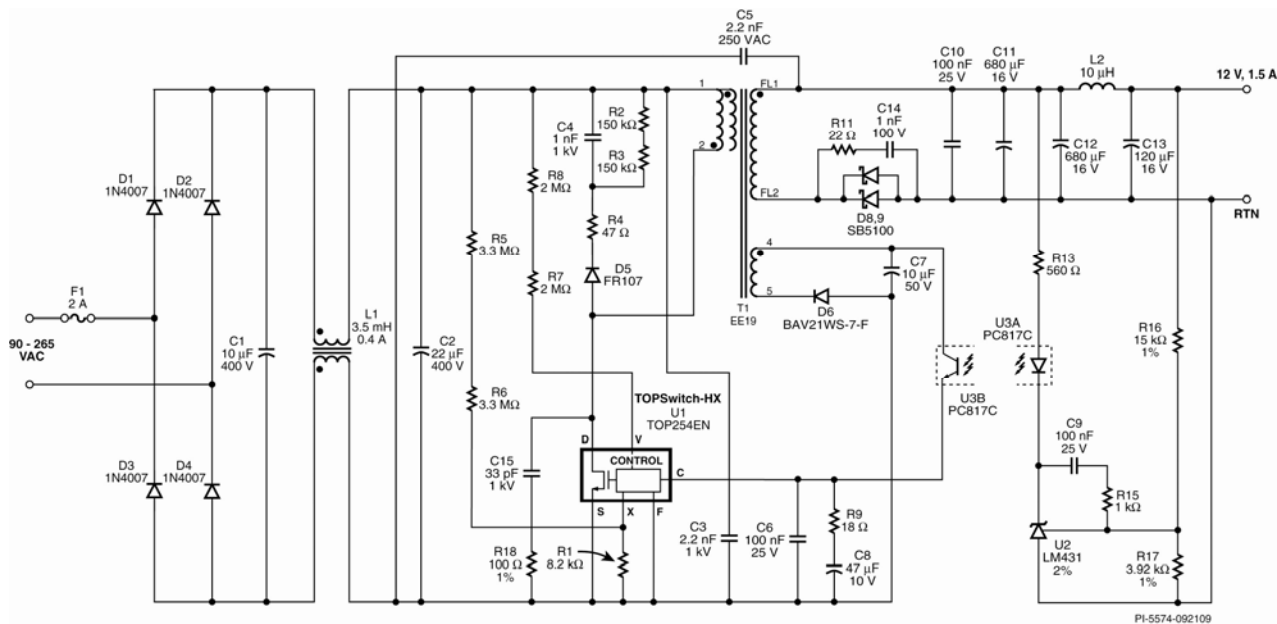 C5
2.2 nF
250 VAC
C10
100 nF
25 V
C11
680 µF
16 V
L2
10 µH
12 V, 1.5 A
1
FL1
R2
150 kΩ
C4
1 nF
1 kV
R11
22 Ω
C14
1 nF
100 V
2
R3
150 kΩ
C12
680 µF
16 V
C13
120 µF
16 V
D1
1N4007
D2
1N4007
R8
2 MΩ
FL2
D8,9
SB5100
RTN
R4
47 Ω
R5
3.3 MΩ
4
C7
10 µF
50 V
R13
560 Ω
D5
FR107
R7
2 MΩ
5
D6
BAV21WS-7-F
T1
EE19
F1
2 A
L1
3.5 mH
0.4 A
90 - 265
VAC
C1
10 µF
400 V
C2
22 µF
400 V
U3A
PC817C
R16
15 kΩ
1%
R6
3.3 MΩ
TOPSwitch-HX
U1
TOP254EN
U3B
PC817C
D
V
CONTROL
C
S
X
F
C9
100 nF
25 V
D3
1N4007
D4
1N4007
C15
33 pF
1 kV
R15
1 kΩ
R9
18 Ω
C3
2.2 nF
1 kV
C6
100 nF
25 V
U2
LM431
2%
R18
100 Ω
1%
R1
8.2 kΩ
C8
47 µF
10 V
R17
3.92 kΩ
1%
PI-5574-092109